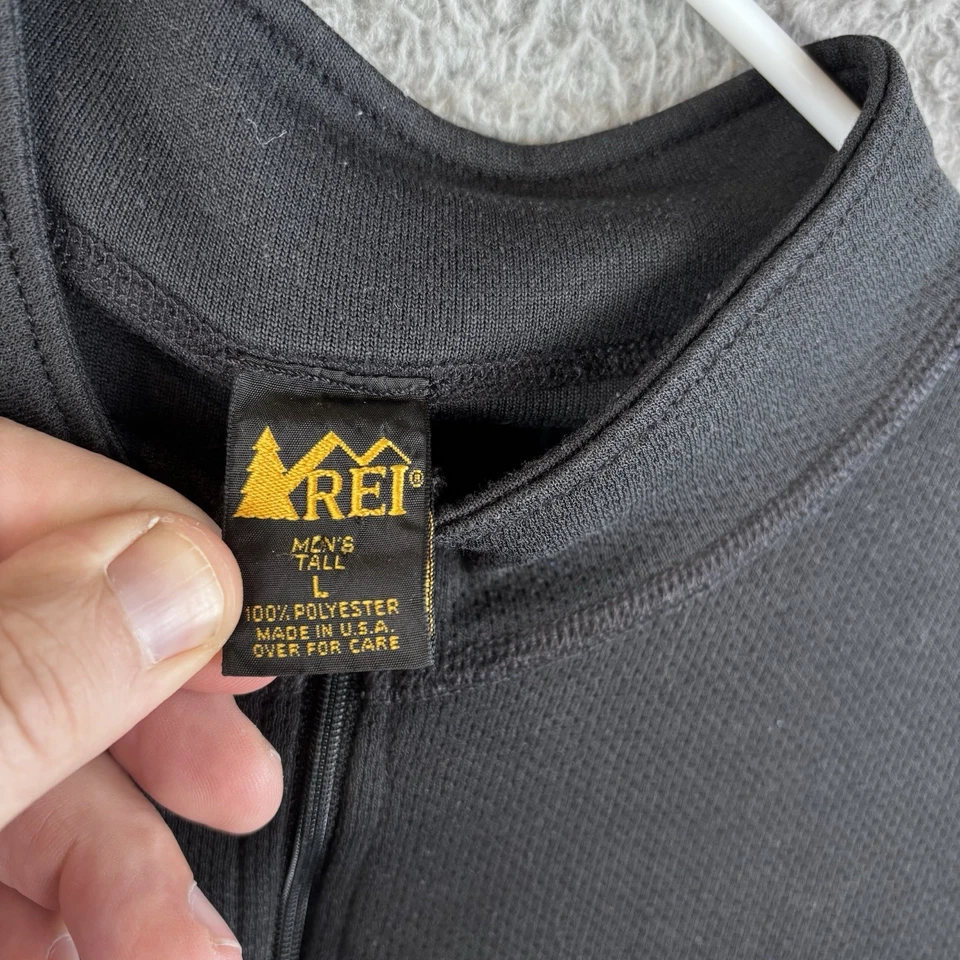 REI®
MEN'S
TALL
L
100% POLYESTER
MADE IN U.S.A.
OVER FOR CARE